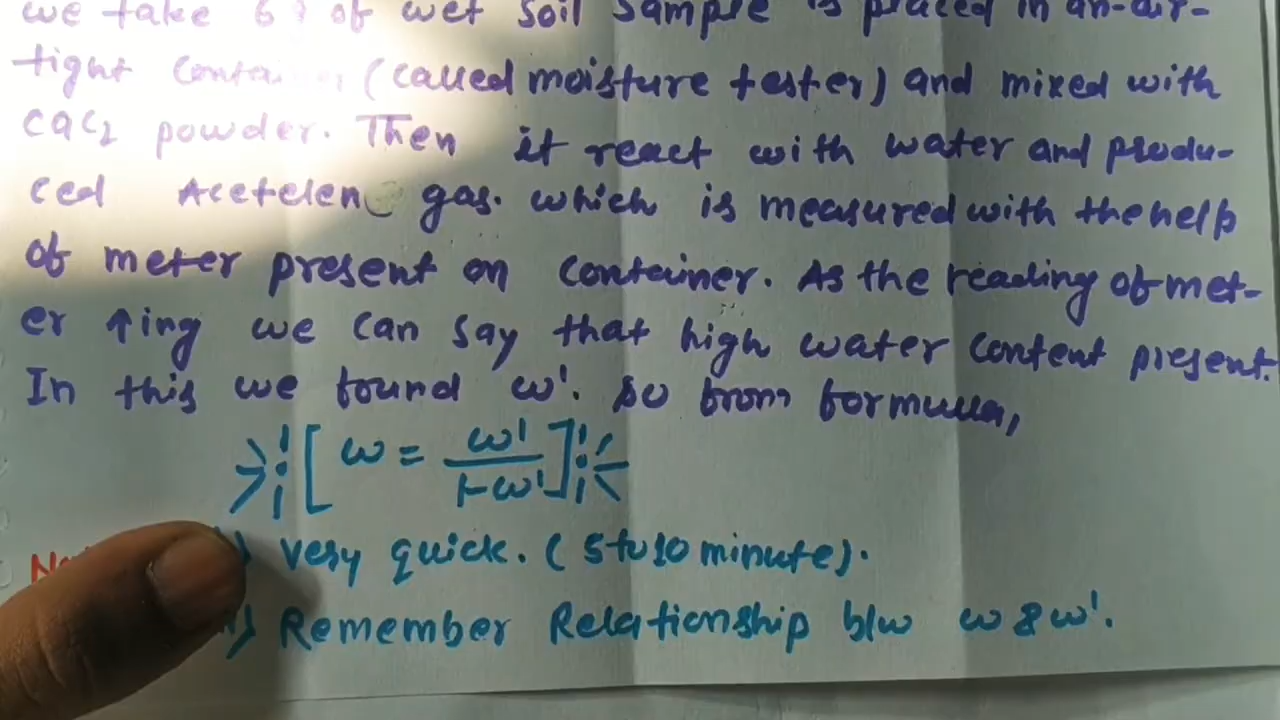 we take 6g of wet soil sample is placed in an air-
tight container (called moisture tester) and mixed with
CaC2 powder. Then it react with water and produ-
ced Acetelene gas. which is measured with the help
of meter present on container. As the reading of met-
er ↑ing we can say that high water content present.
In this we found w'. so from formula,
[ w = w' / 1-w' ]
very quick. (5 to 10 minute).
Remember Relationship b/w w & w'.